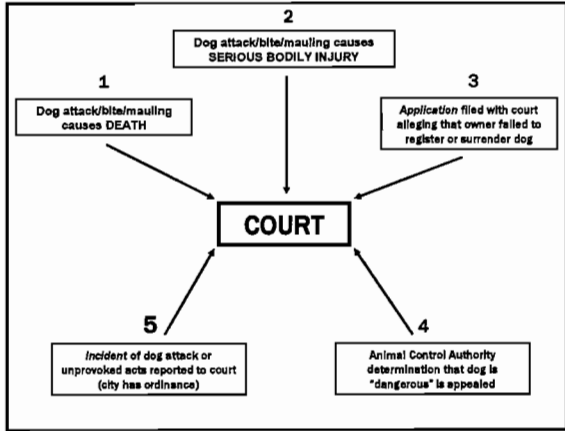 2
Dog attack/bite/mauling causes
SERIOUS BODILY INJURY
1
Dog attack/bite/mauling
causes DEATH
3
Application filed with court
alleging that owner failed to
register or surrender dog
COURT
5
Incident of dog attack or
unprovoked acts reported to court
(city has ordinance)
4
Animal Control Authority
determination that dog is
"dangerous" is appealed